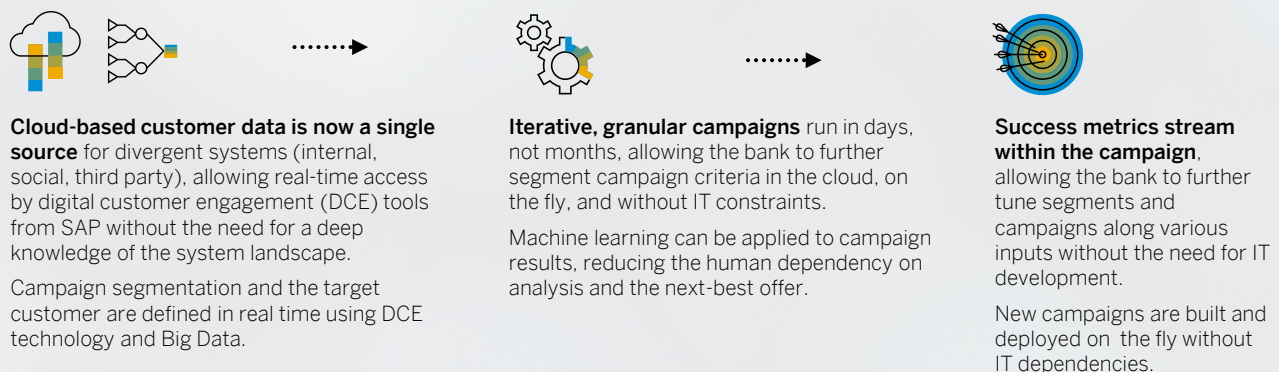 Cloud-based customer data is now a single
source for divergent systems (internal,
social, third party), allowing real-time access
by digital customer engagement (DCE) tools
from SAP without the need for a deep
knowledge of the system landscape.
Campaign segmentation and the target
customer are defined in real time using DCE
technology and Big Data.
Iterative, granular campaigns run in days,
not months, allowing the bank to further
segment campaign criteria in the cloud, on
the fly, and without IT constraints.
Machine learning can be applied to campaign
results, reducing the human dependency on
analysis and the next-best offer.
Success metrics stream
within the campaign,
allowing the bank to further
tune segments and
campaigns along various
inputs without the need for IT
development.
New campaigns are built and
deployed on the fly without
IT dependencies.